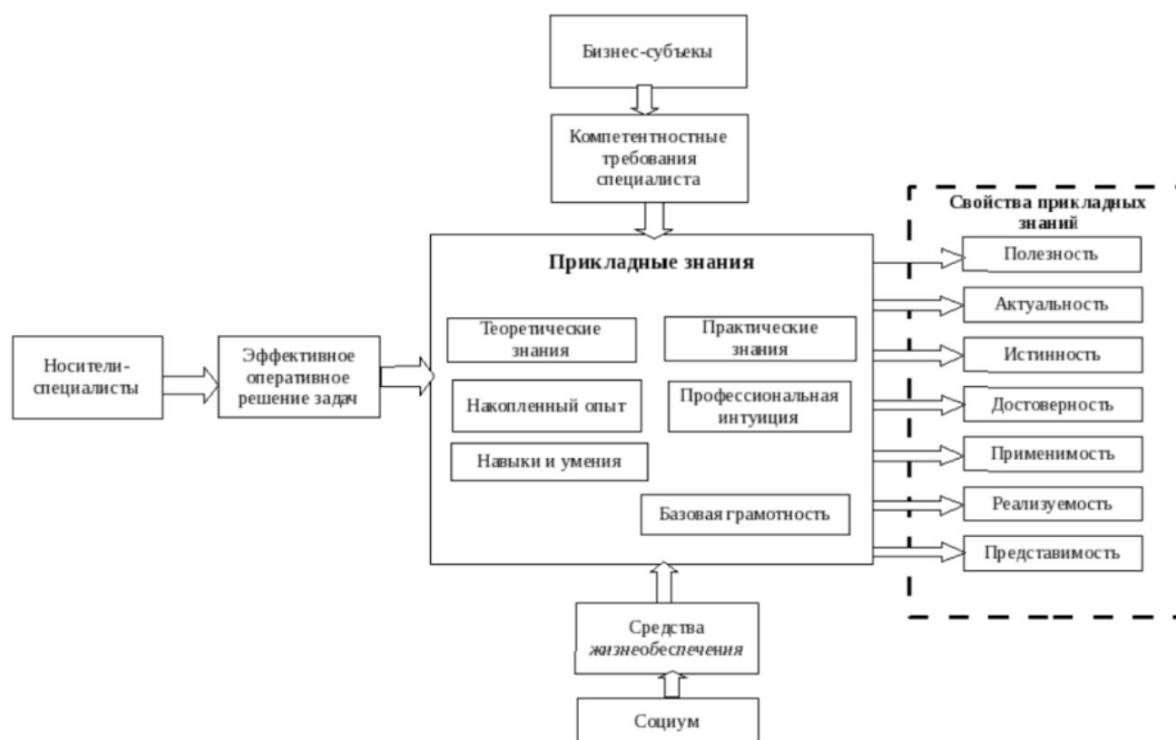 Бизнес-субъекы
Компетентностные
требования
специалиста
Свойства прикладных
знаний
Прикладные знания
Полезность
Актуальность
Теоретические
знания
Практические
знания
Истинность
Носители-
специалисты
Эффективное
оперативное
решение задач
Накопленный опыт
Профессиональная
интуиция
Достоверность
Навыки и умения
Применимость
Базовая грамотность
Реализуемость
Представимость
Средства
жизнеобеспечения
Социум